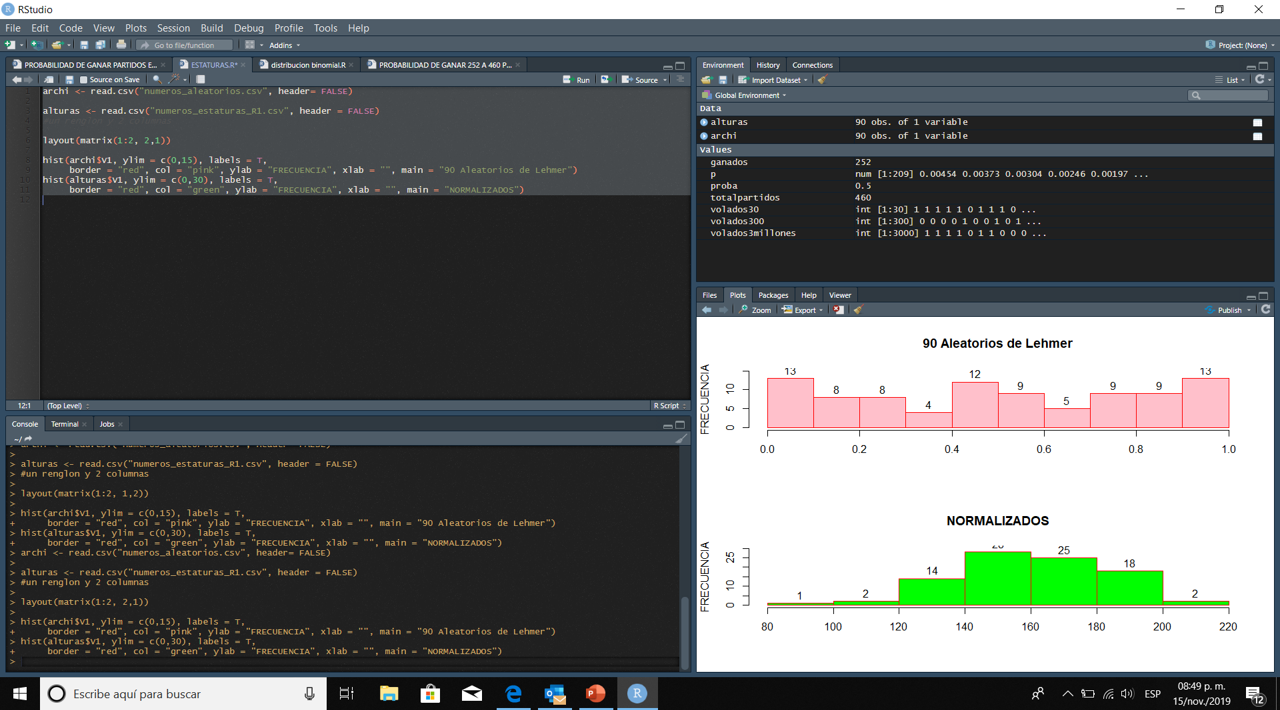 RStudio
File Edit Code View Plots Session Build Debug Profile Tools Help
Go to file/function Addins Project: (None)
PROBABILIDAD DE GANAR PARTIDOS E... ESTATURAS.R* distribucion binomial.R PROBABILIDAD DE GANAR 252 A 460 P...
Source on Save Run Source
archi <- read.csv("numeros_aleatorios.csv", header= FALSE)
alturas <- read.csv("numeros_estaturas_R1.csv", header = FALSE)
layout(matrix(1:2, 2,1))
hist(archi$V1, ylim = c(0,15), labels = T,
border = "red", col = "pink", ylab = "FRECUENCIA", xlab = "", main = "90 Aleatorios de Lehmer")
hist(alturas$V1, ylim = c(0,30), labels = T,
border = "red", col = "green", ylab = "FRECUENCIA", xlab = "", main = "NORMALIZADOS")
12:1 (Top Level) R Script
Console Terminal Jobs
~/
> archi <- read.csv("numeros_aleatorios.csv", header= FALSE)
>
> alturas <- read.csv("numeros_estaturas_R1.csv", header = FALSE)
> #un renglon y 2 columnas
>
> layout(matrix(1:2, 1,2))
>
> hist(archi$V1, ylim = c(0,15), labels = T,
+ border = "red", col = "pink", ylab = "FRECUENCIA", xlab = "", main = "90 Aleatorios de Lehmer")
> hist(alturas$V1, ylim = c(0,30), labels = T,
+ border = "red", col = "green", ylab = "FRECUENCIA", xlab = "", main = "NORMALIZADOS")
> archi <- read.csv("numeros_aleatorios.csv", header= FALSE)
>
> alturas <- read.csv("numeros_estaturas_R1.csv", header = FALSE)
> #un renglon y 2 columnas
>
> layout(matrix(1:2, 2,1))
>
> hist(archi$V1, ylim = c(0,15), labels = T,
+ border = "red", col = "pink", ylab = "FRECUENCIA", xlab = "", main = "90 Aleatorios de Lehmer")
> hist(alturas$V1, ylim = c(0,30), labels = T,
+ border = "red", col = "green", ylab = "FRECUENCIA", xlab = "", main = "NORMALIZADOS")
>
Environment History Connections
Import Dataset List
Global Environment
Data
alturas 90 obs. of 1 variable
archi 90 obs. of 1 variable
Values
ganados 252
p num [1:209] 0.00454 0.00373 0.00304 0.00246 0.00197 ...
proba 0.5
totalpartidos 460
volados30 int [1:30] 1 1 1 1 1 0 1 1 1 0 ...
volados300 int [1:300] 0 0 0 0 1 0 0 1 0 1 ...
volados3millones int [1:3000] 1 1 1 1 0 1 1 0 0 0 ...
Files Plots Packages Help Viewer
Zoom Export Publish
90 Aleatorios de Lehmer
FRECUENCIA
0 5 10
13 8 8 4 12 9 5 9 9 13
0.0 0.2 0.4 0.6 0.8 1.0
NORMALIZADOS
FRECUENCIA
0 10 25
1 2 14 25 18 2
80 100 120 140 160 180 200 220
Escribe aquí para buscar
ESP
08:49 p. m.
15/nov./2019
12